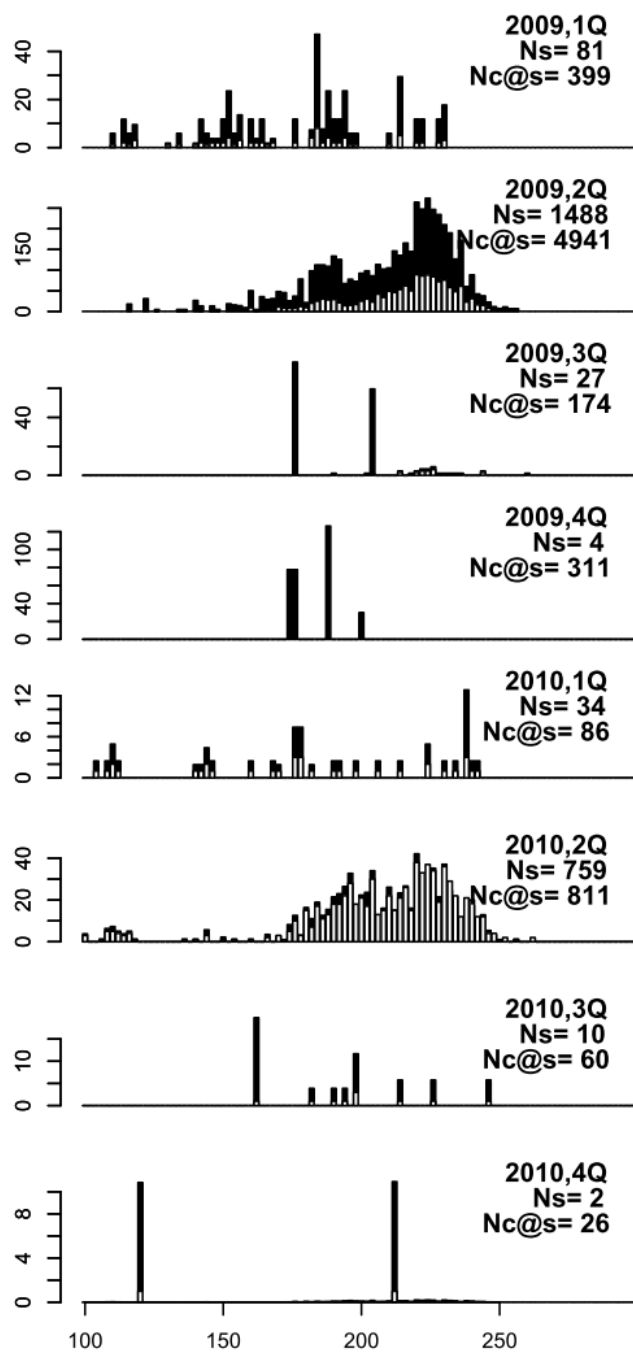 2009,1Q
Ns= 81
Nc@s= 399
40
20
0
2009,2Q
Ns= 1488
Nc@s= 4941
150
0
2009,3Q
Ns= 27
Nc@s= 174
40
0
2009,4Q
Ns= 4
Nc@s= 311
100
40
0
2010,1Q
Ns= 34
Nc@s= 86
12
6
0
2010,2Q
Ns= 759
Nc@s= 811
40
20
0
2010,3Q
Ns= 10
Nc@s= 60
10
0
2010,4Q
Ns= 2
Nc@s= 26
8
4
0
100 150 200 250